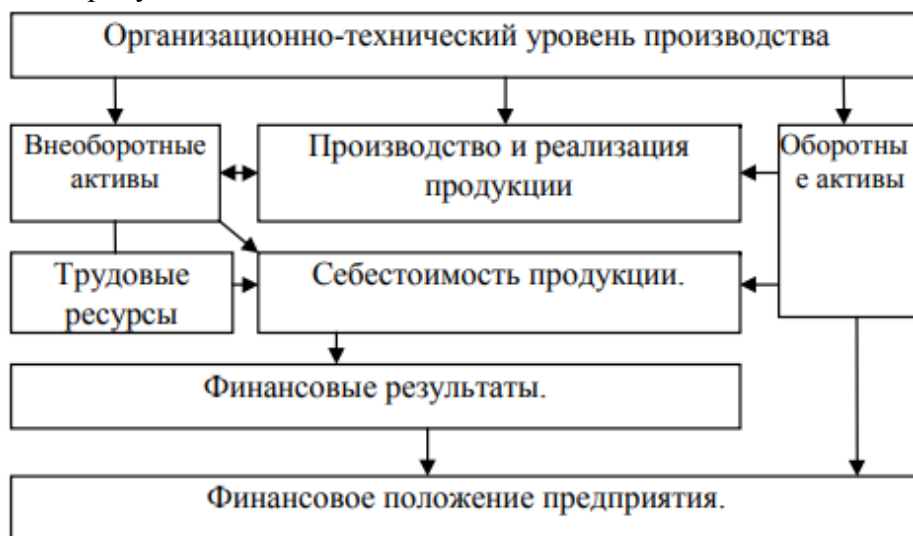 Организационно-технический уровень производства
Внеоборотные
активы
Производство и реализация
продукции
Оборотны
е активы
Трудовые
ресурсы
Себестоимость продукции.
Финансовые результаты.
Финансовое положение предприятия.